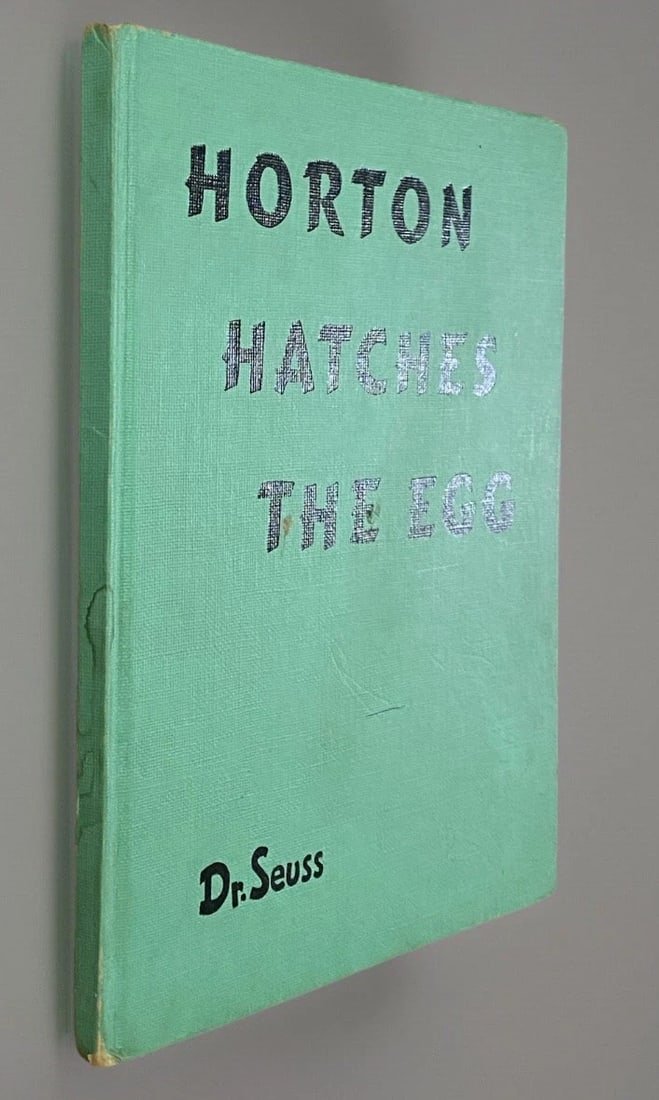 HORTON
HATCHES
THE EGG
Dr. Seuss